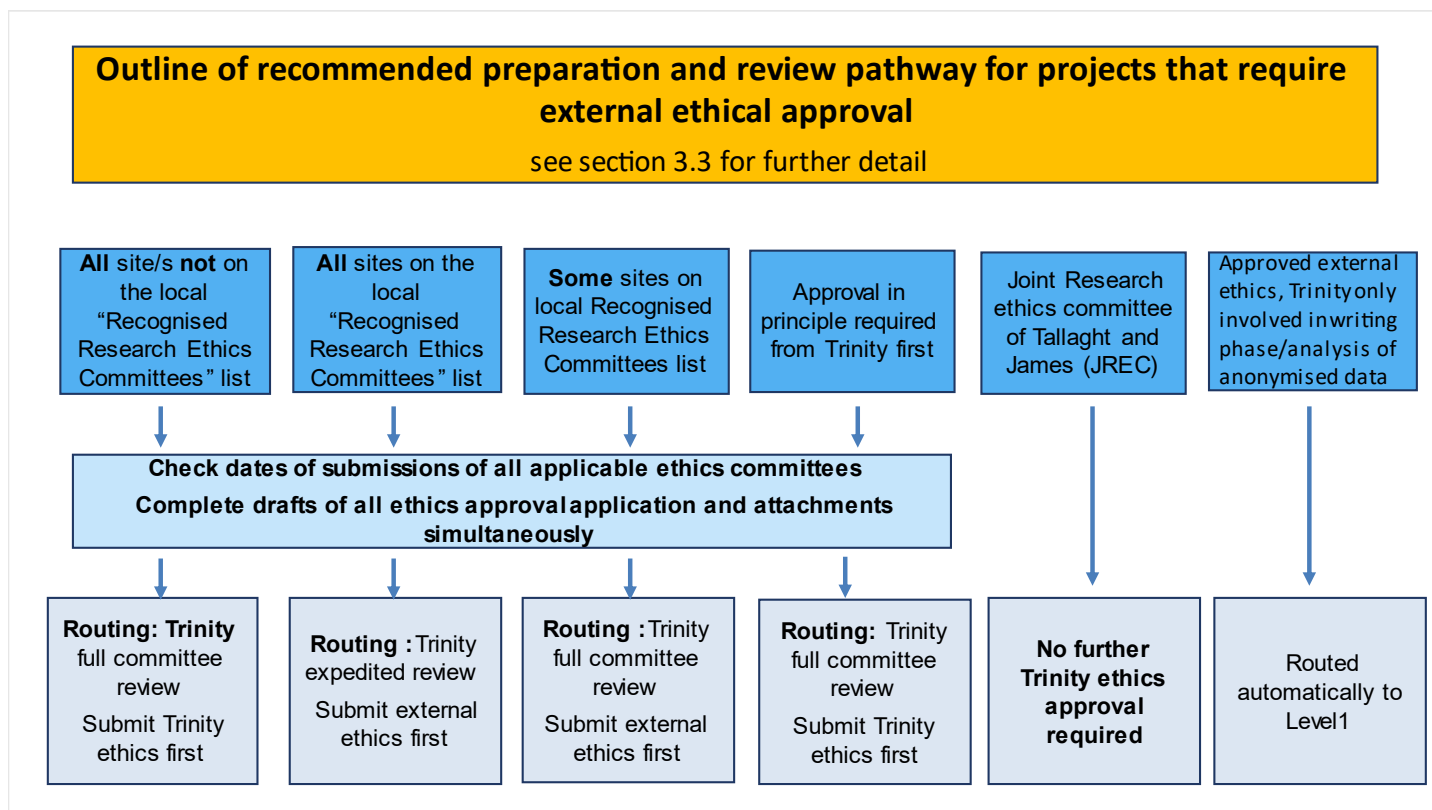 Outline of recommended preparation and review pathway for projects that require
external ethical approval
see section 3.3 for further detail
All site/s not on
the local
“Recognised
Research Ethics
Committees” list
All sites on the
local
“Recognised
Research Ethics
Committees” list
Some sites on
local Recognised
Research Ethics
Committees list
Approval in
principle required
from Trinity first
Joint Research
ethics committee
of Tallaght and
James (JREC)
Approved external
ethics, Trinity only
involved in writing
phase/analysis of
anonymised data
Check dates of submissions of all applicable ethics committees
Complete drafts of all ethics approval application and attachments
simultaneously
Routing: Trinity
full committee
review
Submit Trinity
ethics first
Routing : Trinity
expedited review
Submit external
ethics first
Routing : Trinity
full committee
review
Submit external
ethics first
Routing: Trinity
full committee
review
Submit Trinity
ethics first
No further
Trinity ethics
approval
required
Routed
automatically to
Level1